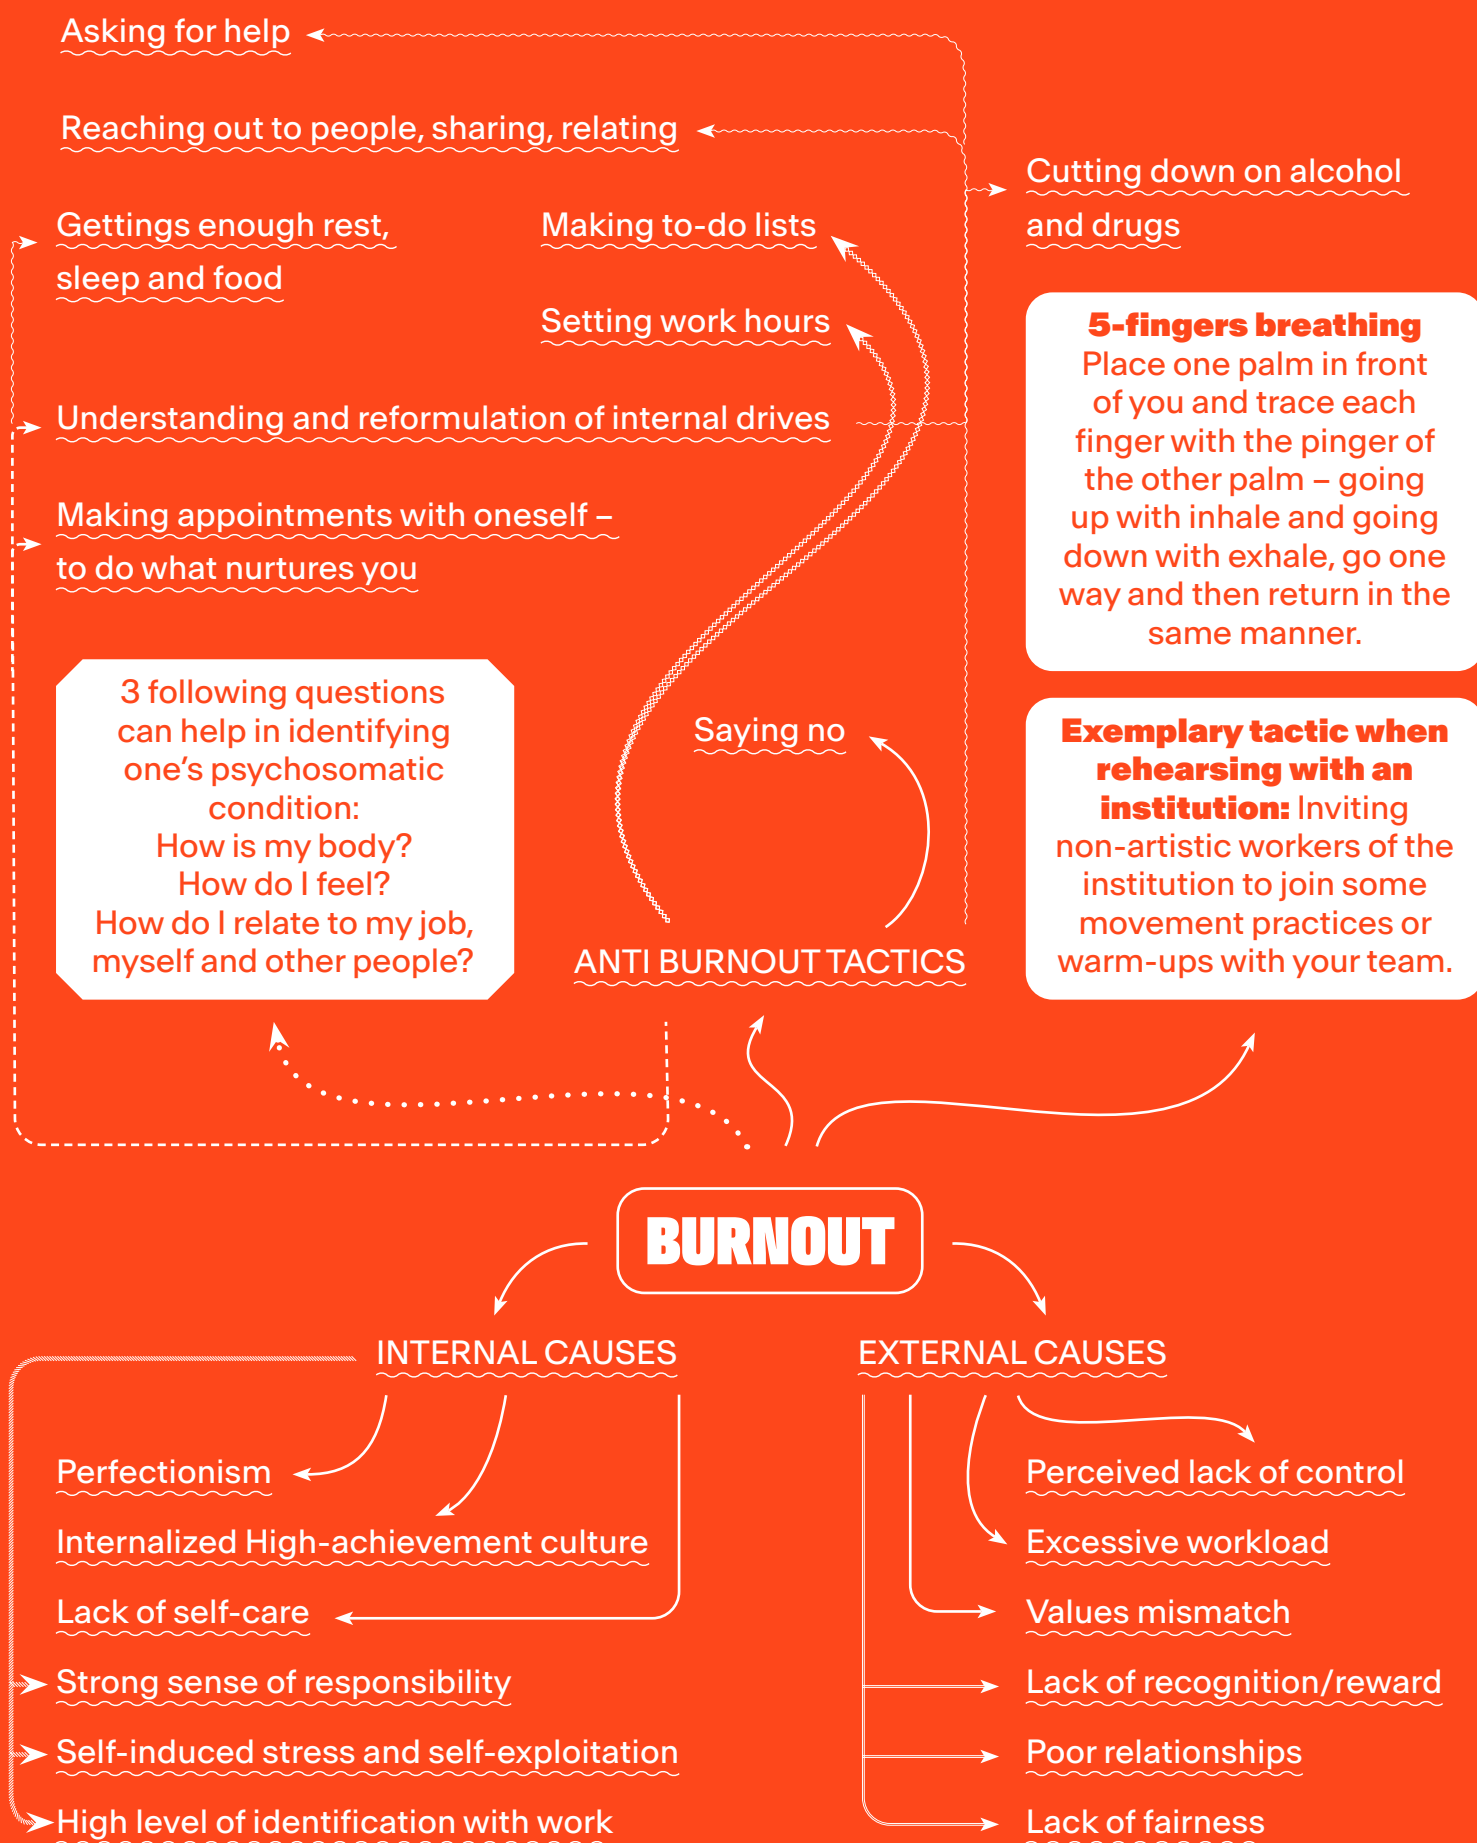 Asking for help
Reaching out to people, sharing, relating
Cutting down on alcohol
and drugs
Gettings enough rest,
sleep and food
Making to-do lists
Setting work hours
Understanding and reformulation of internal drives
Making appointments with oneself –
to do what nurtures you
5-fingers breathing
Place one palm in front
of you and trace each
finger with the pinger of
the other palm – going
up with inhale and going
down with exhale, go one
way and then return in the
same manner.
3 following questions
can help in identifying
one's psychosomatic
condition:
How is my body?
How do I feel?
How do I relate to my job,
myself and other people?
Saying no
Exemplary tactic when
rehearsing with an
institution: Inviting
non-artistic workers of the
institution to join some
movement practices or
warm-ups with your team.
ANTI BURNOUT TACTICS
BURNOUT
INTERNAL CAUSES
Perfectionism
Internalized High-achievement culture
Lack of self-care
Strong sense of responsibility
Self-induced stress and self-exploitation
High level of identification with work
EXTERNAL CAUSES
Perceived lack of control
Excessive workload
Values mismatch
Lack of recognition/reward
Poor relationships
Lack of fairness